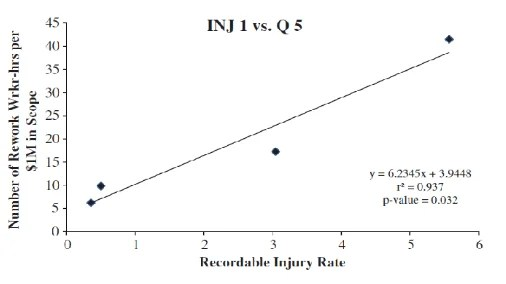 INJ 1 vs. Q 5
Number of Rework Wrkr-hrs per
$1M in Scope
45
40
35
30
25
20
15
10
5
0
y = 6.2345x + 3.9448
r² = 0.937
p-value = 0.032
0 1 2 3 4 5 6
Recordable Injury Rate